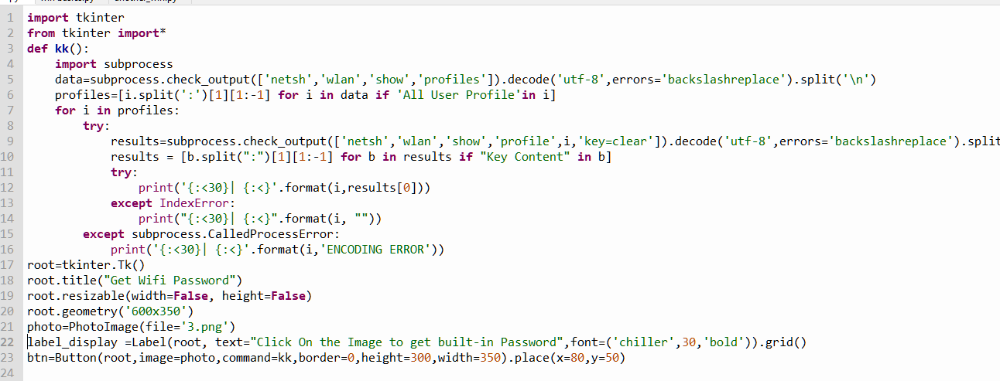 1 import tkinter
2 from tkinter import*
3 def kk():
4     import subprocess
5     data=subprocess.check_output(['netsh','wlan','show','profiles']).decode('utf-8',errors='backslashreplace').split('\n')
6     profiles=[i.split(':')[1][1:-1] for i in data if 'All User Profile'in i]
7     for i in profiles:
8         try:
9             results=subprocess.check_output(['netsh','wlan','show','profile',i,'key=clear']).decode('utf-8',errors='backslashreplace').split
10             results = [b.split(":")[1][1:-1] for b in results if "Key Content" in b]
11             try:
12                 print('{:<30}| {:<}'.format(i,results[0]))
13             except IndexError:
14                 print("{:<30}| {:<}".format(i, ""))
15         except subprocess.CalledProcessError:
16             print('{:<30}| {:<}'.format(i,'ENCODING ERROR'))
17 root=tkinter.Tk()
18 root.title("Get Wifi Password")
19 root.resizable(width=False, height=False)
20 root.geometry('600x350')
21 photo=PhotoImage(file='3.png')
22 label_display =Label(root, text="Click On the Image to get built-in Password",font=('chiller',30,'bold')).grid()
23 btn=Button(root,image=photo,command=kk,border=0,height=300,width=350).place(x=80,y=50)
24